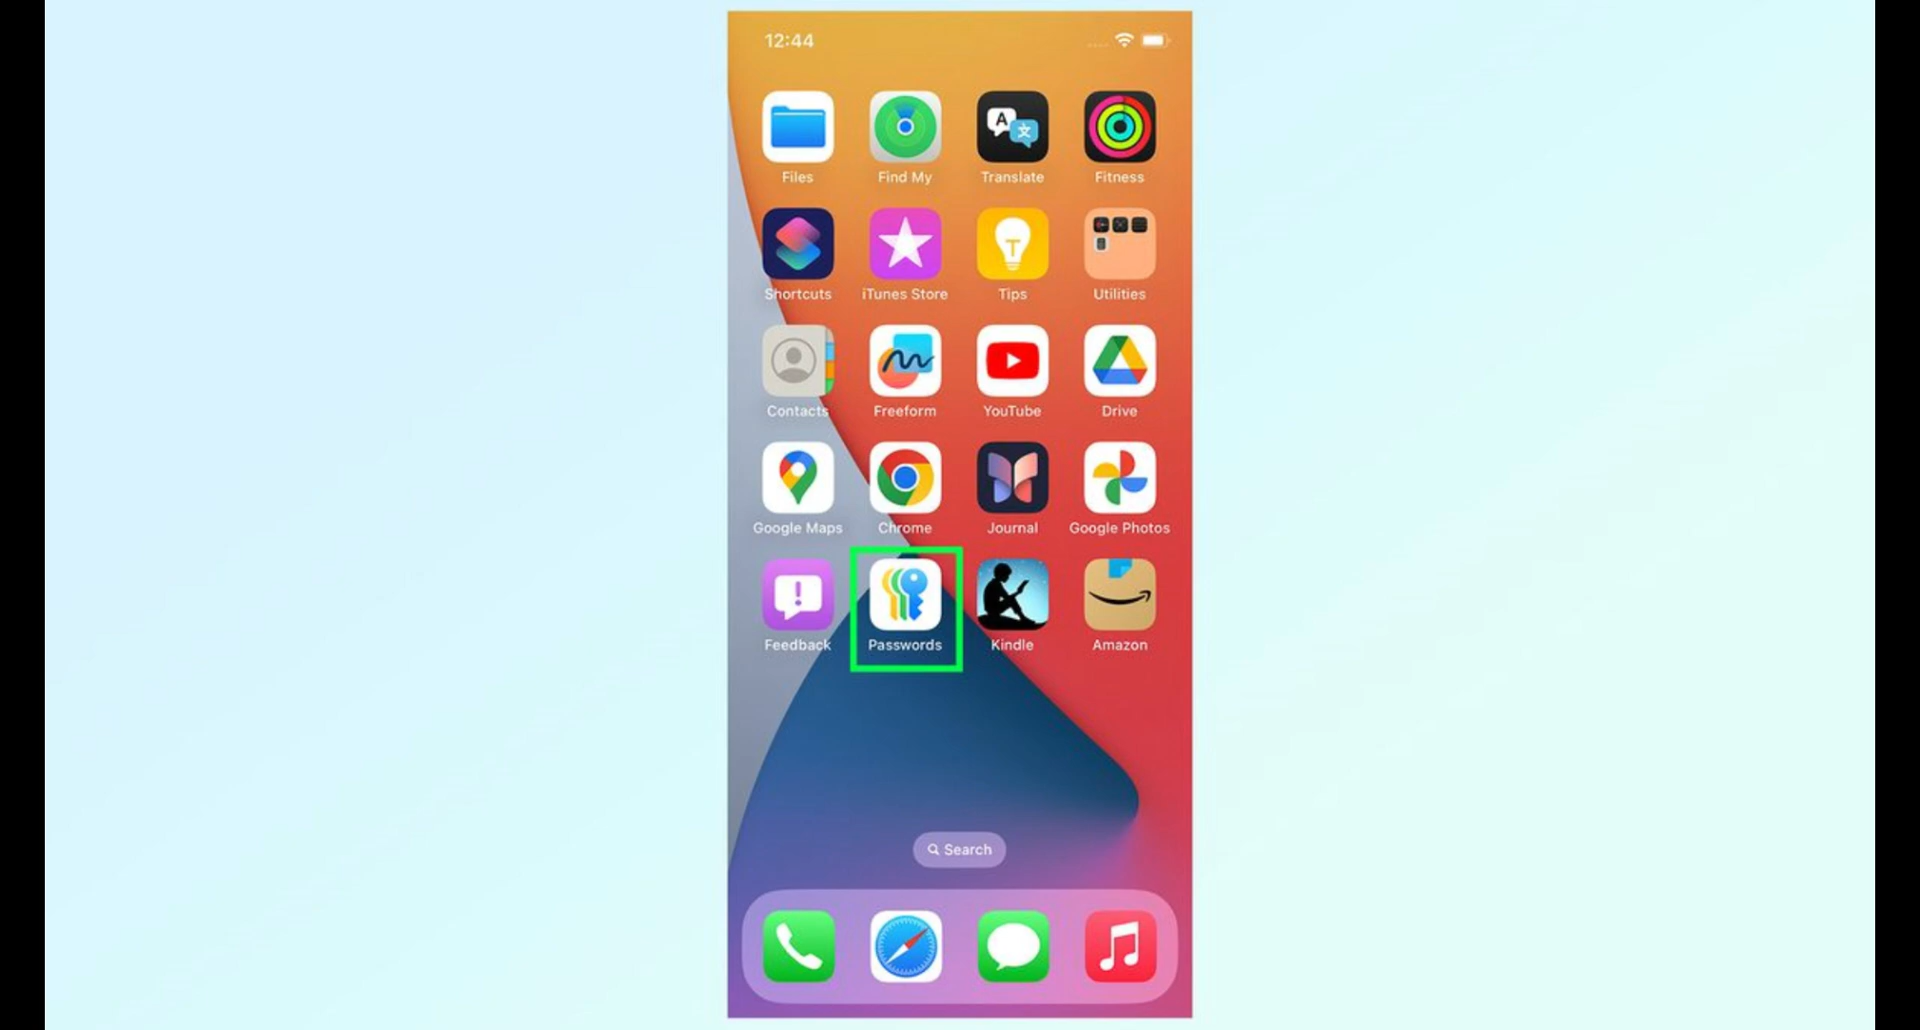 12:44
Files Find My Translate Fitness
Shortcuts iTunes Store Tips Utilities
Contacts Freeform YouTube Drive
Google Maps Chrome Journal Google Photos
Feedback Passwords Kindle Amazon
Search